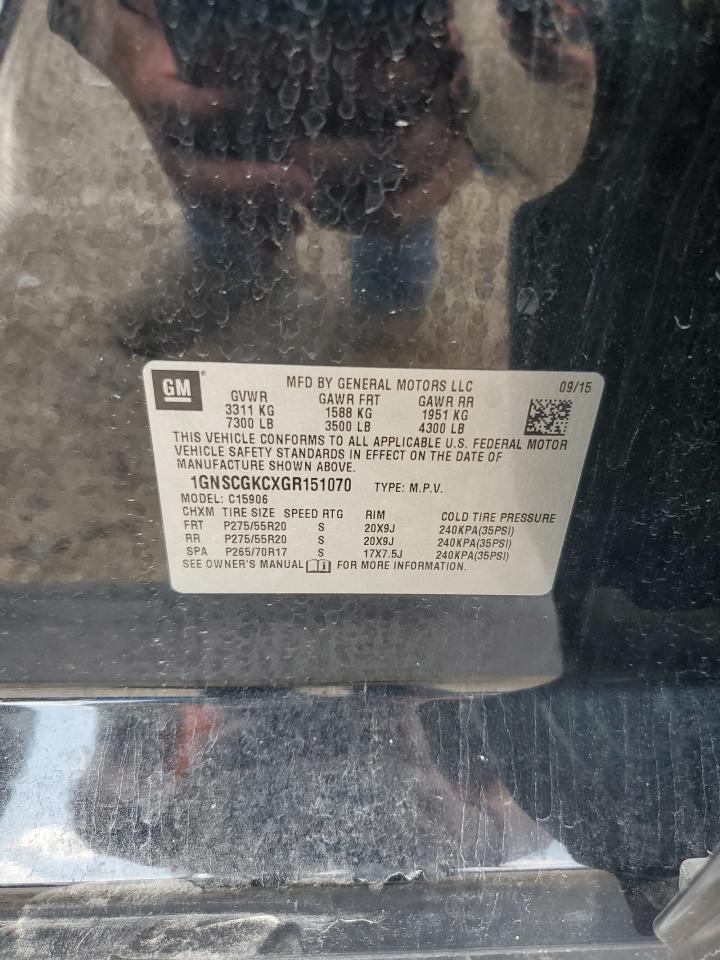 GM
MFD BY GENERAL MOTORS LLC 09/15
GVWR GAWR FRT GAWR RR
3311 KG 1588 KG 1951 KG
7300 LB 3500 LB 4300 LB
THIS VEHICLE CONFORMS TO ALL APPLICABLE U.S. FEDERAL MOTOR
VEHICLE SAFETY STANDARDS IN EFFECT ON THE DATE OF
MANUFACTURE SHOWN ABOVE.
1GNSCGKCXGR151070 TYPE: M.P.V.
MODEL: C15906
CHXM TIRE SIZE SPEED RTG RIM COLD TIRE PRESSURE
FRT P275/55R20 S 20X9J 240KPA(35PSI)
RR P275/55R20 S 20X9J 240KPA(35PSI)
SPA P265/70R17 S 17X7.5J 240KPA(35PSI)
SEE OWNER'S MANUAL FOR MORE INFORMATION.